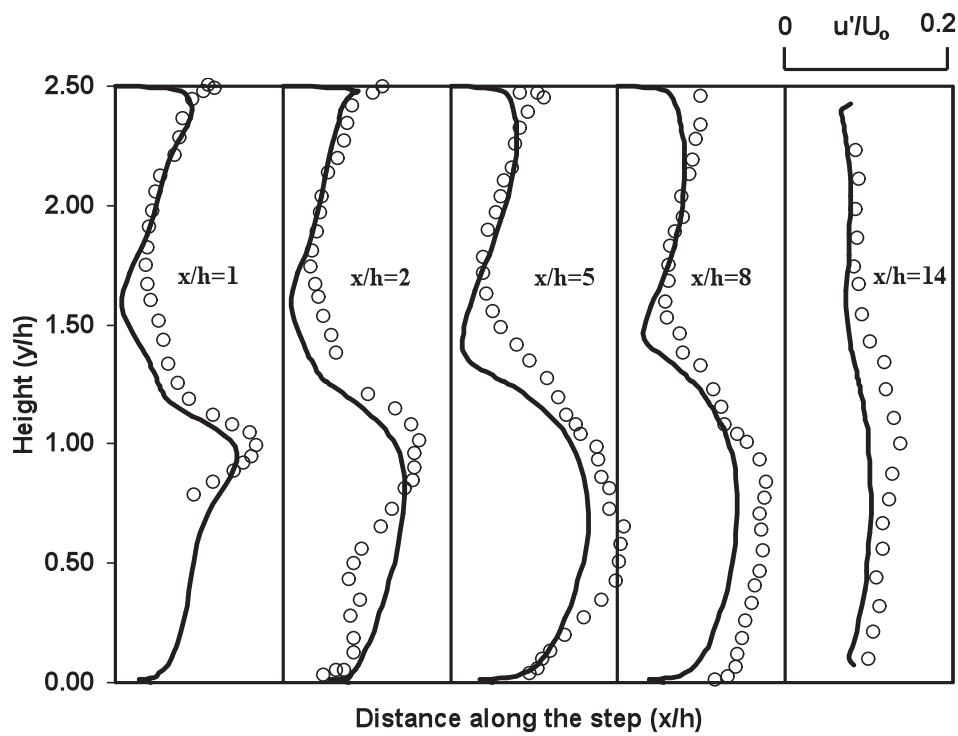 0 u'/Uo 0.2
2.50
2.00
x/h=1 x/h=2 x/h=5 x/h=8 x/h=14
1.50
Height (y/h)
1.00
0.50
0.00
Distance along the step (x/h)